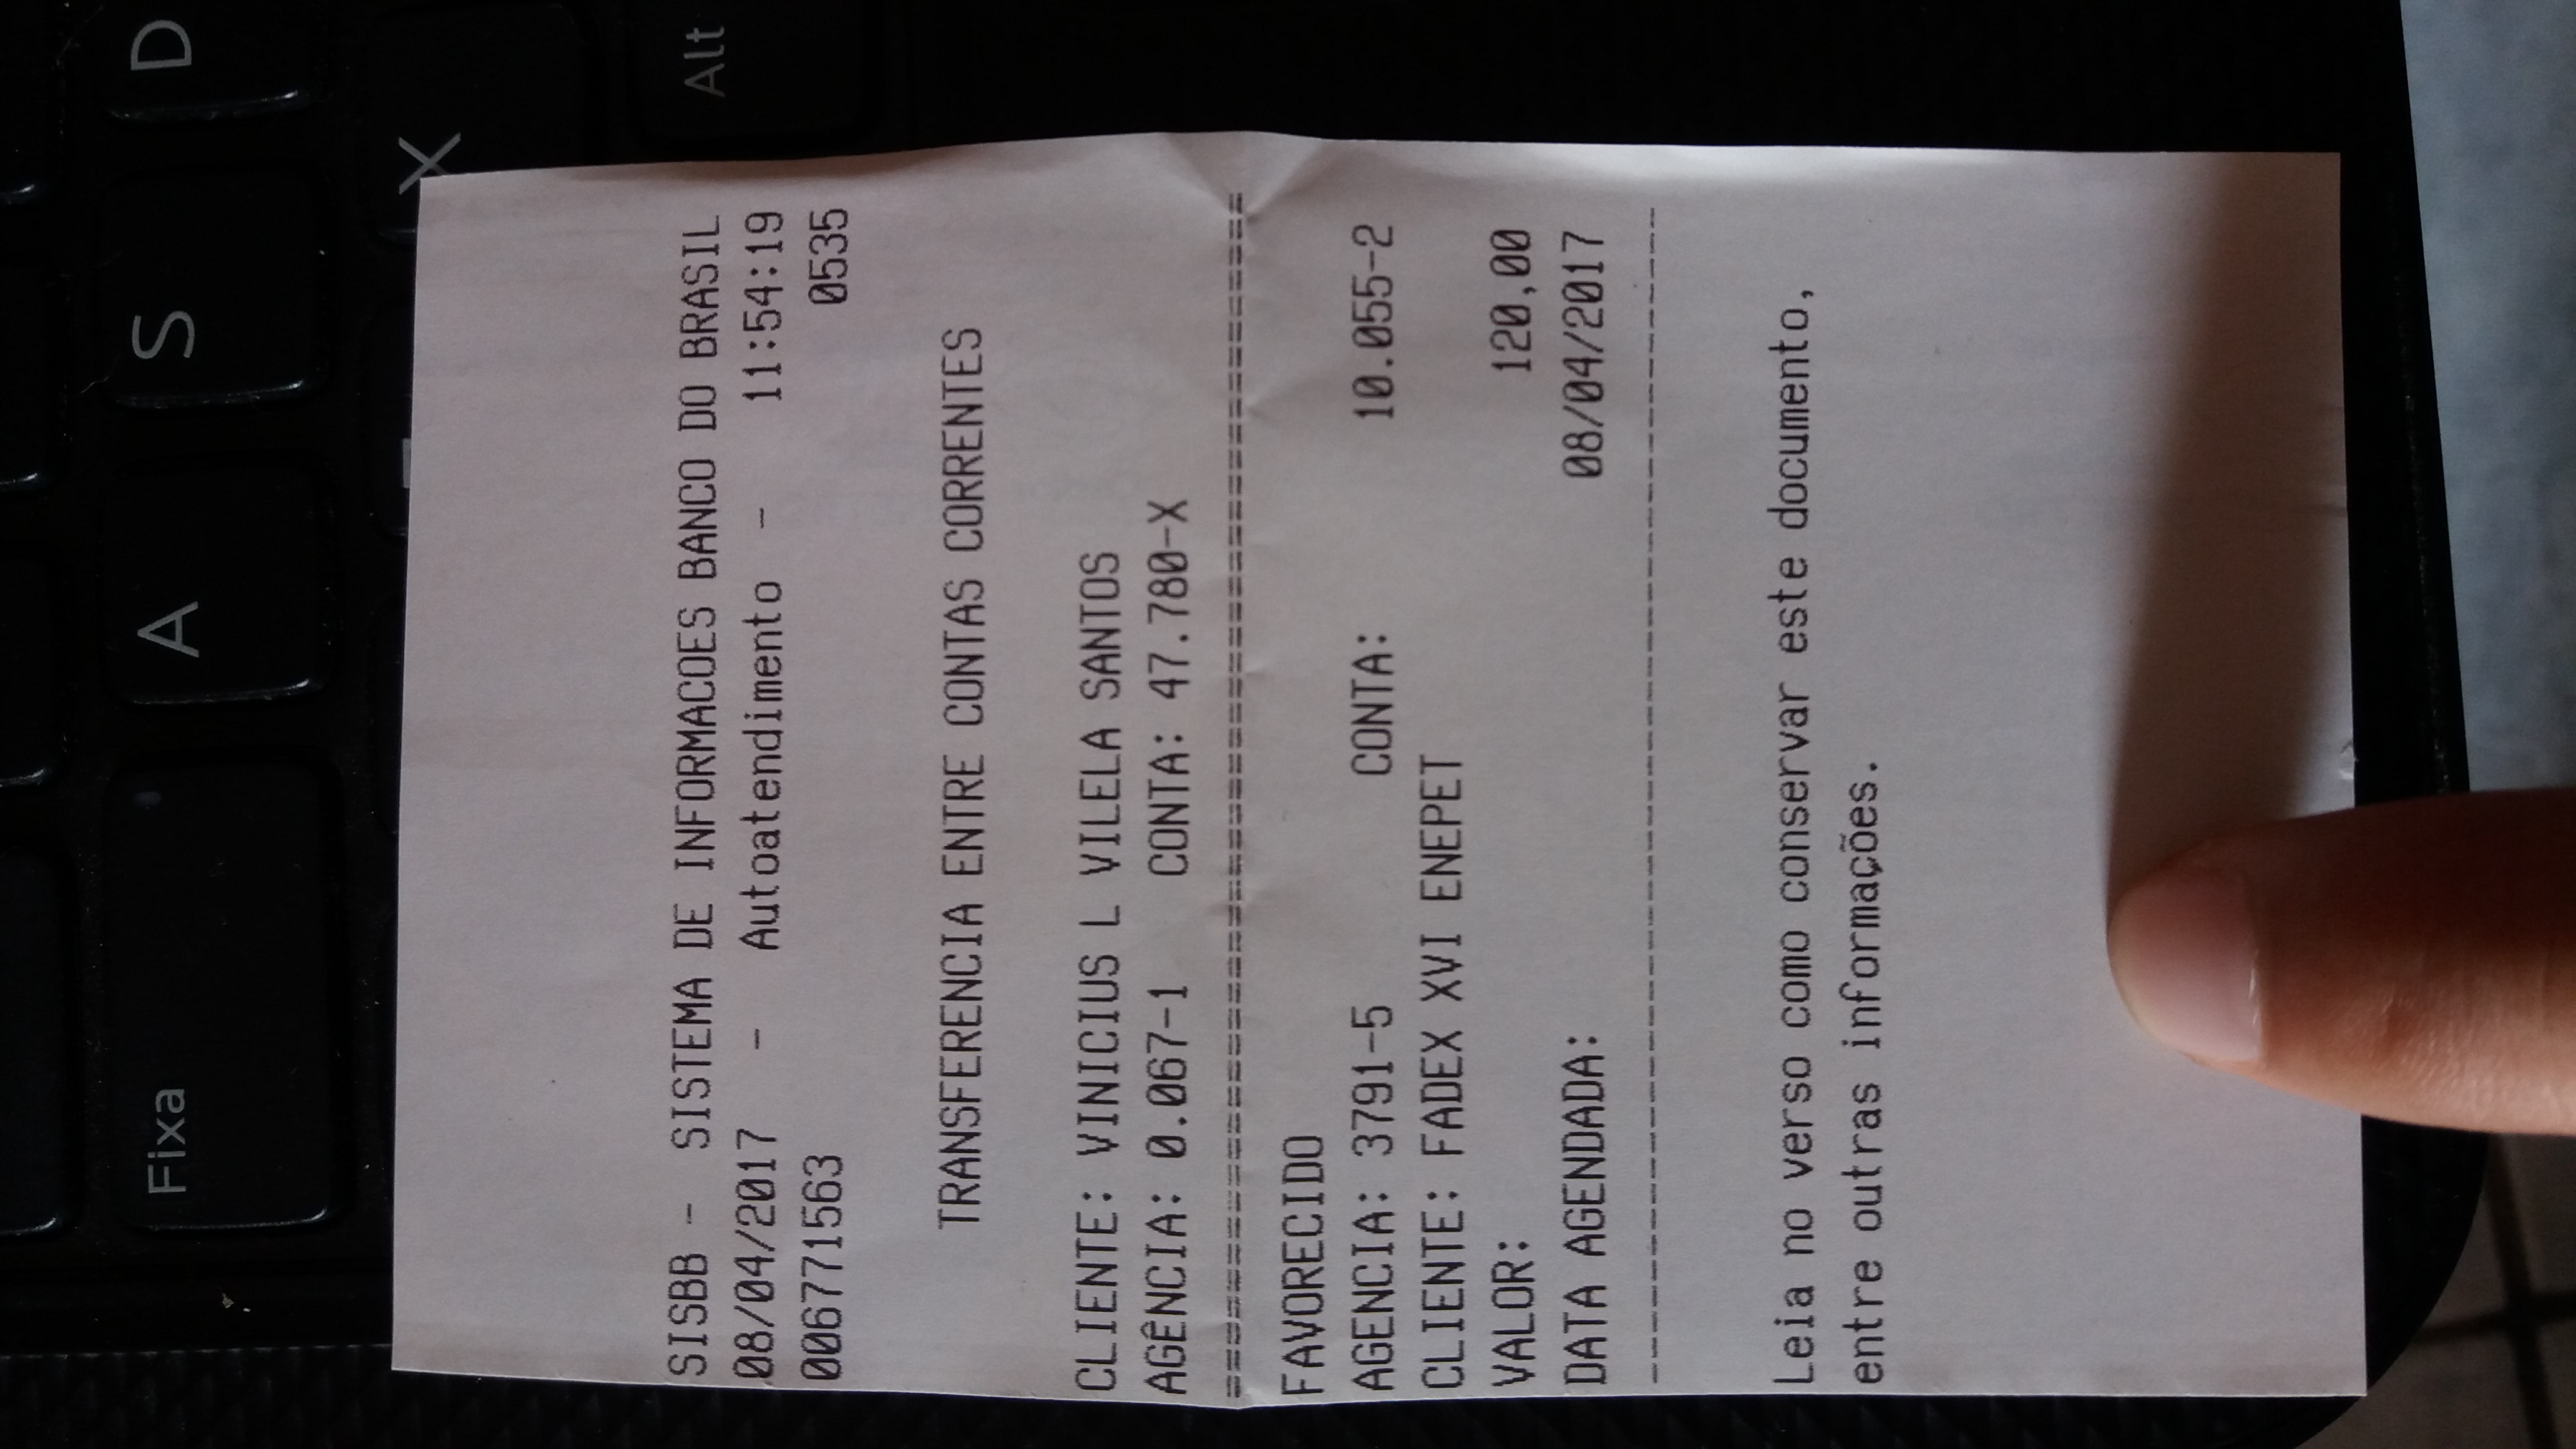 SISBB - SISTEMA DE INFORMACOES BANCO DO BRASIL
08/04/2017 - Autoatendimento - 11:54:19
006771563 0535
TRANSFERENCIA ENTRE CONTAS CORRENTES
CLIENTE: VINICIUS L VILELA SANTOS
AGÊNCIA: 0.067-1 CONTA: 47.780-X
FAVORECIDO
AGENCIA: 3791-5 CONTA: 10.055-2
CLIENTE: FADEX XVI ENEPET
VALOR: 120,00
DATA AGENDADA: 08/04/2017
Leia no verso como conservar este documento,
entre outras informações.
Fixa
A
S
D
X
Alt